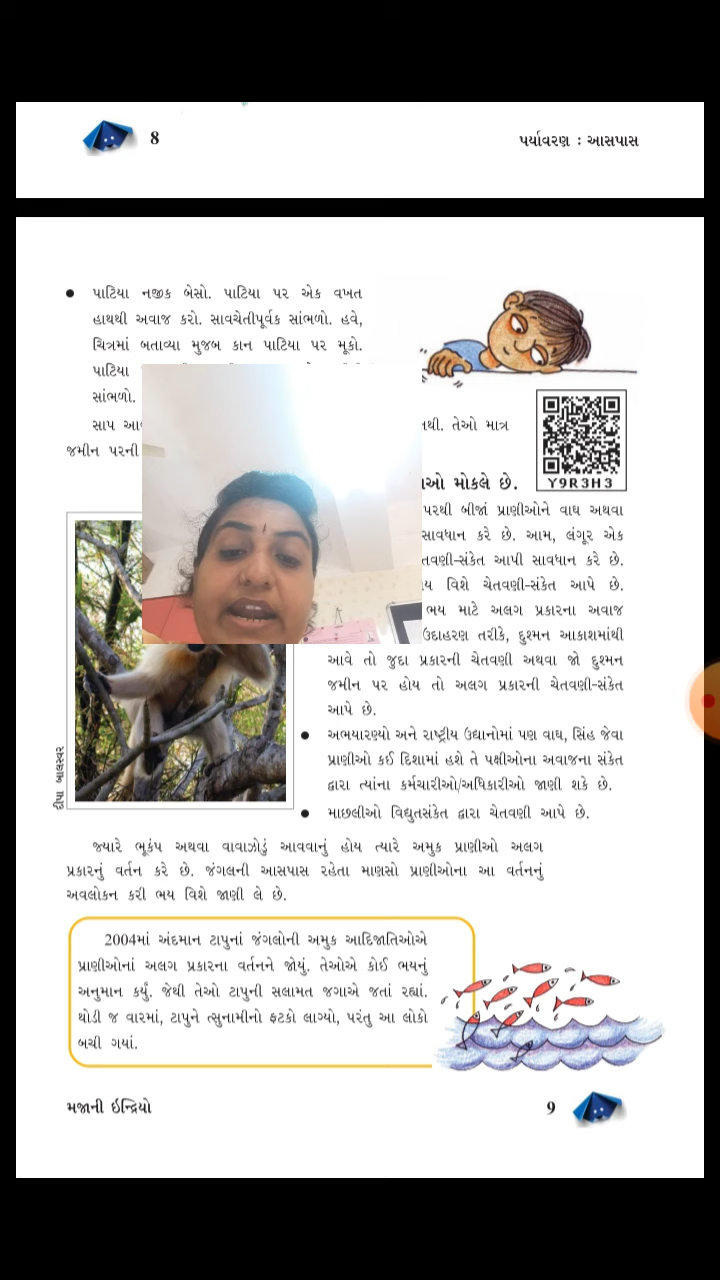 8
પર્યાવરણ : આસપાસ
પાટિયા નજીક બેસો. પાટિયા પર એક વખત
હાથથી અવાજ કરો. સાવચેતીપૂર્વક સાંભળો. હવે,
ચિત્રમાં બતાવ્યા મુજબ કાન પાટિયા પર મૂકો.
પાટિયા
સાંભળો.
સાપ
નથી. તેઓ માત્ર
જમીન પરની
Y9R3H3
મોકલે છે.
પરથી બીજાં પ્રાણીઓને વાઘ અથવા
સાવધાન કરે છે. આમ, લંગૂર એક
ચેતવણી-સંકેત આપી સાવધાન કરે છે.
વિશે ચેતવણી-સંકેત આપે છે.
ભય માટે અલગ પ્રકારના અવાજ
ઉદાહરણ તરીકે, દુશ્મન આકાશમાંથી
આવે તો જુદા પ્રકારની ચેતવણી અથવા જો દુશ્મન
જમીન પર હોય તો અલગ પ્રકારની ચેતવણી-સંકેત
આપે છે.
અભયારણ્યો અને રાષ્ટ્રીય ઉદ્યાનોમાં પણ વાઘ, સિંહ જેવા
પ્રાણીઓ કઈ દિશામાં હશે તે પક્ષીઓના અવાજના સંકેત
દ્વારા ત્યાંના કર્મચારીઓ/અધિકારીઓ જાણી શકે છે.
માછલીઓ વિદ્યુતસંકેત દ્વારા ચેતવણી આપે છે.
દીપા બાલસ્વર
જ્યારે ભૂકંપ અથવા વાવાઝોડું આવવાનું હોય ત્યારે અમુક પ્રાણીઓ અલગ
પ્રકારનું વર્તન કરે છે. જંગલની આસપાસ રહેતા માણસો પ્રાણીઓના આ વર્તનનું
અવલોકન કરી ભય વિશે જાણી લે છે.
2004માં અંદમાન ટાપુનાં જંગલોની અમુક આદિજાતિઓએ
પ્રાણીઓનાં અલગ પ્રકારના વર્તનને જોયું. તેઓએ કોઈ ભયનું
અનુમાન કર્યું. જેથી તેઓ ટાપુની સલામત જગાએ જતાં રહ્યાં.
થોડી જ વારમાં, ટાપુને ત્સુનામીનો ફટકો લાગ્યો, પરંતુ આ લોકો
બચી ગયાં.
મજાની ઇન્દ્રિયો
9